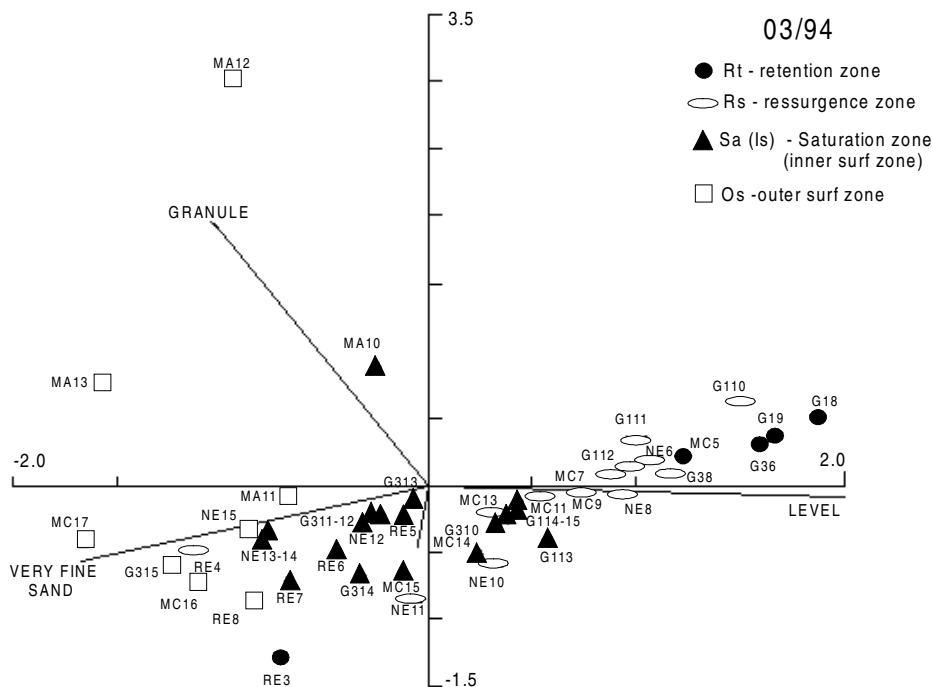 3.5
03/94
MA12
Rt - retention zone
Rs - ressurgence zone
Sa (Is) - Saturation zone
(inner surf zone)
Os -outer surf zone
GRANULE
MA10
MA13
G110
G18
G19
G111
MC5
NE6
G112
G36
-2.0
2.0
G313
G38
MC7
MA11
MC13
MC9
LEVEL
NE15
G311-12
MC11
NE8
MC17
G310
G114-15
RE5
NE12
MC14
G113
NE13-14
RE4
RE6
VERY FINE
SAND
G315
G314
MC15
NE10
RE7
MC16
NE11
RE8
RE3
-1.5